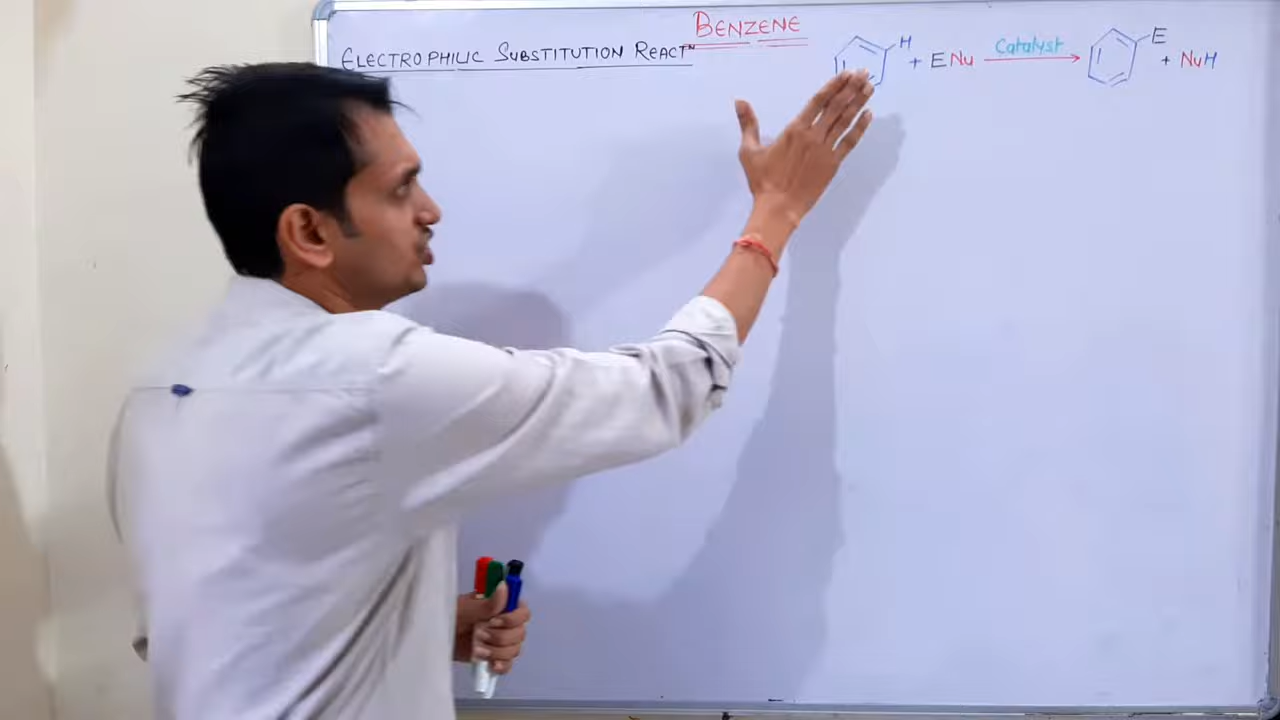 BENZENE
ELECTROPHILIC SUBSTITUTION REACTⁿ
H + ENu Catalyst → E + NuH